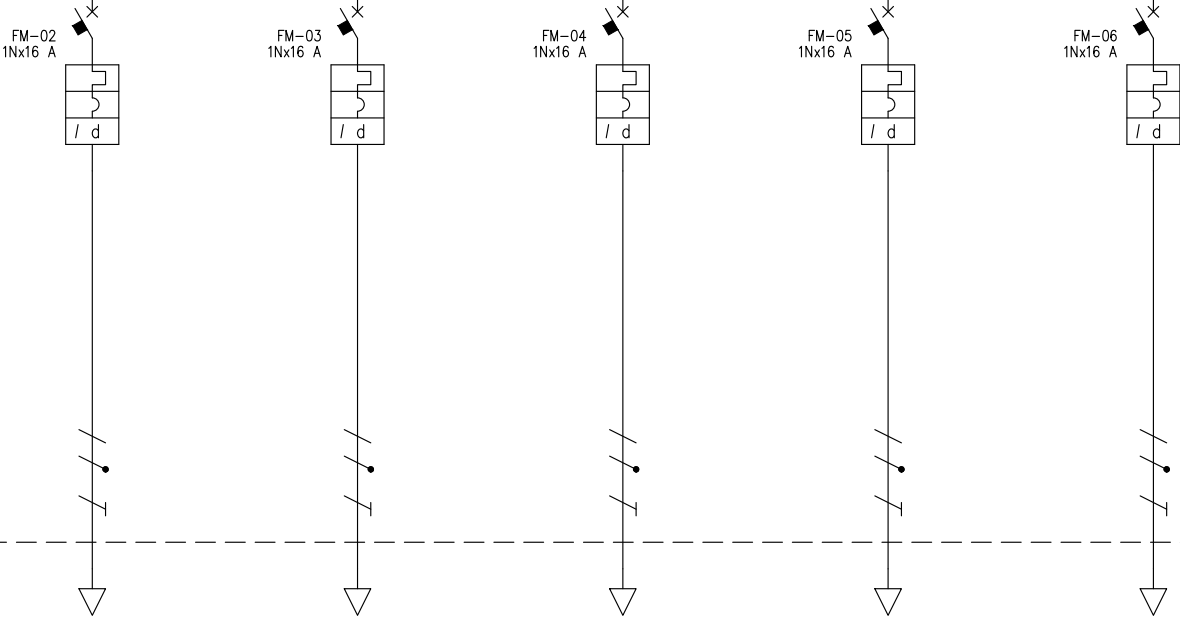 FM-02
1Nx16 A
I d
FM-03
1Nx16 A
I d
FM-04
1Nx16 A
I d
FM-05
1Nx16 A
I d
FM-06
1Nx16 A
I d